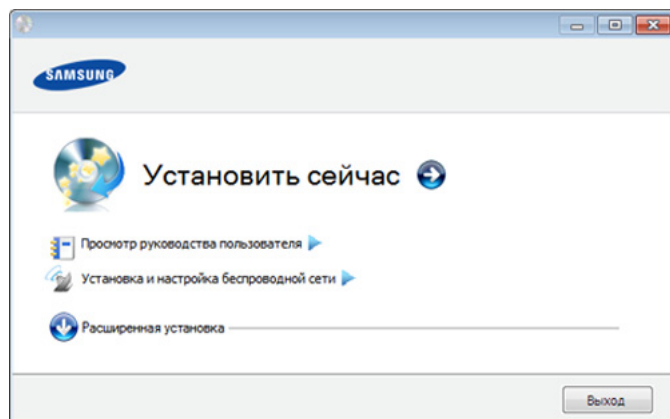 SAMSUNG
Установить сейчас
Просмотр руководства пользователя
Установка и настройка беспроводной сети
Расширенная установка
Выход